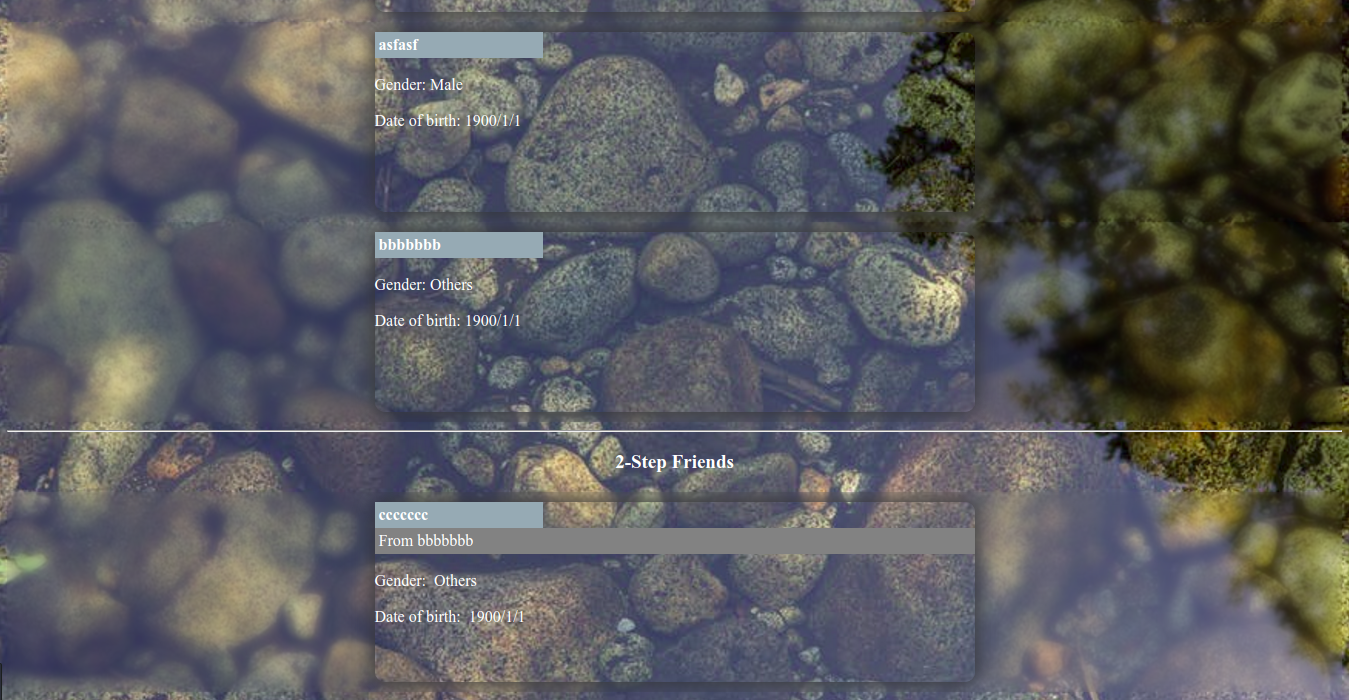 asfasf
Gender: Male
Date of birth: 1900/1/1
bbbbbbb
Gender: Others
Date of birth: 1900/1/1
2-Step Friends
ccccccc
From bbbbbbb
Gender: Others
Date of birth: 1900/1/1